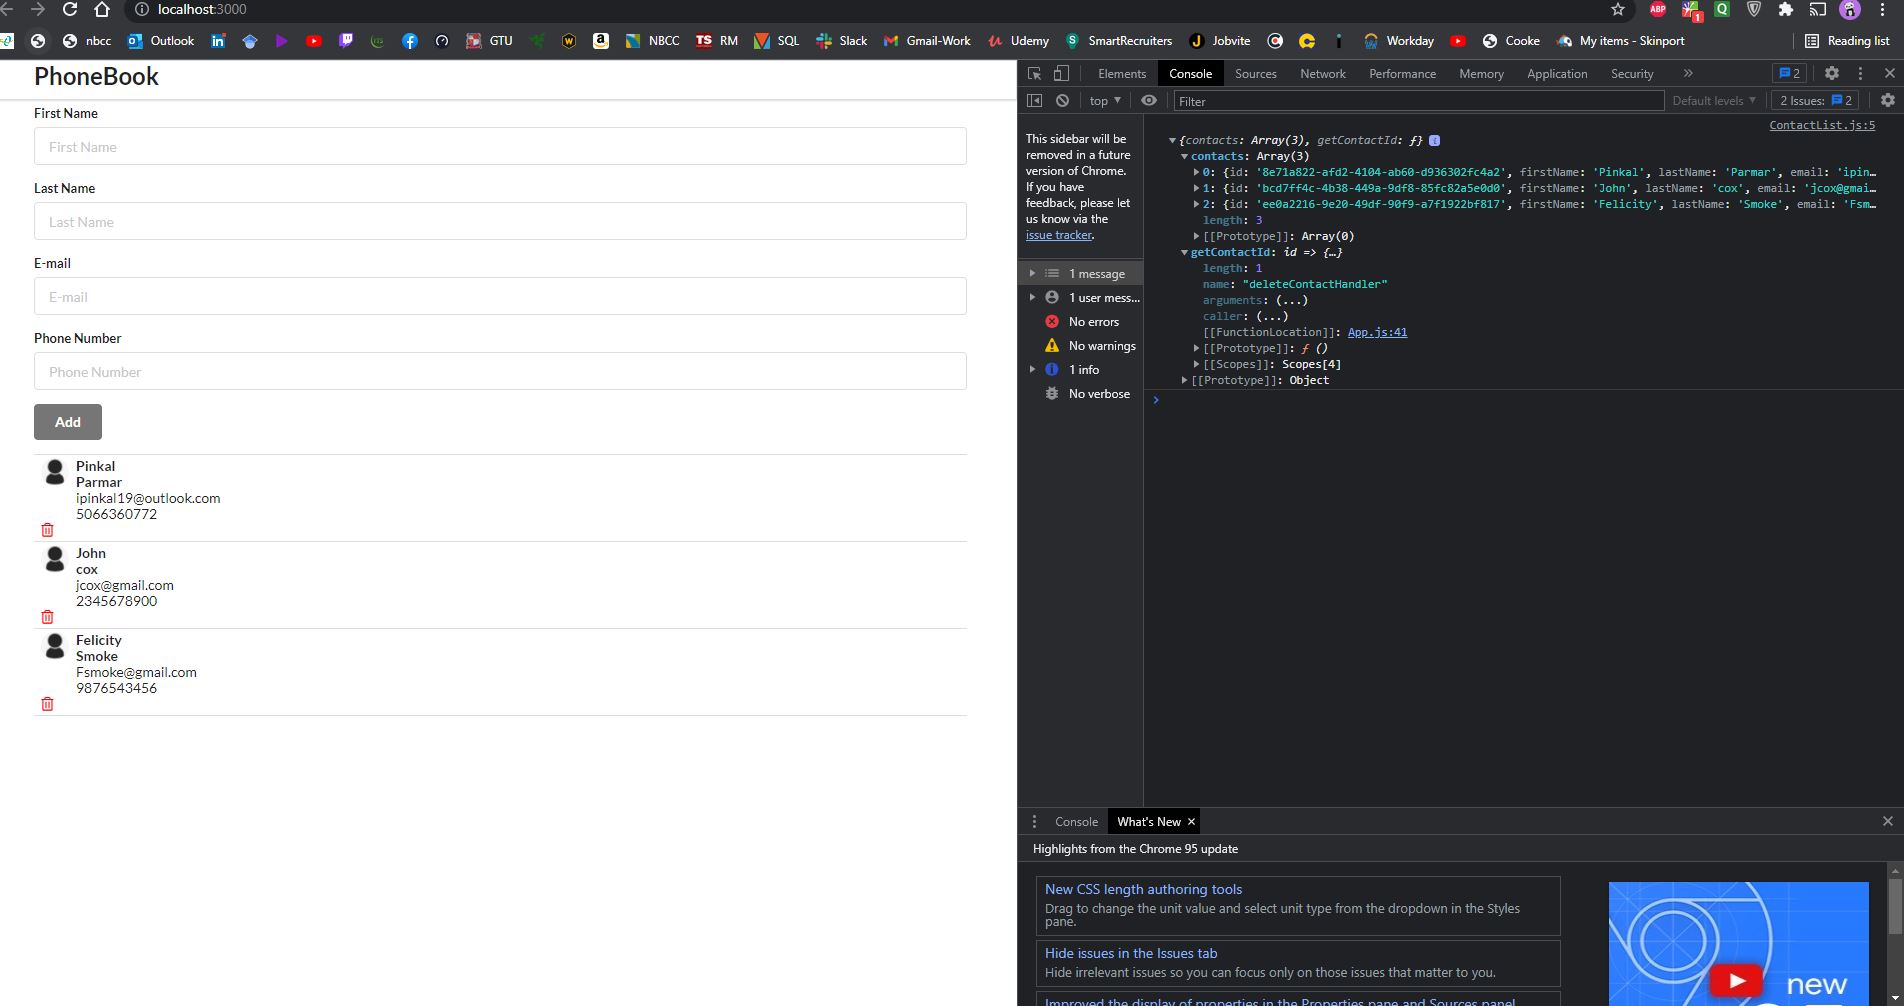 localhost:3000
ABP
1
Q
nbcc
Outlook
GTU
NBCC
TS RM
SQL
Slack
Gmail-Work
Udemy
SmartRecruiters
Jobvite
Workday
Cooke
My items - Skinport
Reading list
PhoneBook
First Name
First Name
Last Name
Last Name
E-mail
E-mail
Phone Number
Phone Number
Add
Pinkal
Parmar
ipinkal19@outlook.com
5066360772
John
cox
jcox@gmail.com
2345678900
Felicity
Smoke
Fsmoke@gmail.com
9876543456
Elements Console Sources Network Performance Memory Application Security » 2
top ▼ Filter Default levels ▼ 2 Issues: 2
This sidebar will be
removed in a future
version of Chrome.
If you have
feedback, please let
us know via the
issue tracker.
1 message
1 user mess...
No errors
No warnings
1 info
No verbose
ContactList.js:5
▼{contacts: Array(3), getContactId: ƒ} i
▼contacts: Array(3)
▶0: {id: '8e71a822-afd2-4104-ab60-d936302fc4a2', firstName: 'Pinkal', lastName: 'Parmar', email: 'ipin…
▶1: {id: 'bcd7ff4c-4b38-449a-9df8-85fc82a5e0d0', firstName: 'John', lastName: 'cox', email: 'jcox@gmai…
▶2: {id: 'ee0a2216-9e20-49df-90f9-a7f1922bf817', firstName: 'Felicity', lastName: 'Smoke', email: 'Fsm…
length: 3
▶[[Prototype]]: Array(0)
▼getContactId: id => {…}
length: 1
name: "deleteContactHandler"
arguments: (...)
caller: (...)
[[FunctionLocation]]: App.js:41
▶[[Prototype]]: ƒ ()
▶[[Scopes]]: Scopes[4]
▶[[Prototype]]: Object
Console What's New
Highlights from the Chrome 95 update
New CSS length authoring tools
Drag to change the unit value and select unit type from the dropdown in the Styles
pane.
Hide issues in the Issues tab
Hide irrelevant issues so you can focus only on those issues that matter to you.
Improved the display of properties in the Properties pane and Sources panel
new